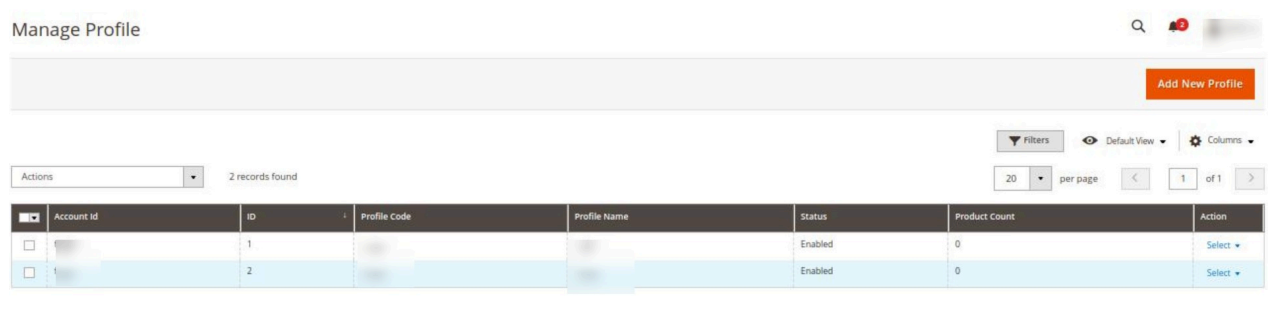 Manage Profile
2
Add New Profile
Filters
Default View
Columns
Actions
2 records found
20
per page
1
of 1
Account Id ID Profile Code Profile Name Status Product Count Action
1 Enabled 0 Select
2 Enabled 0 Select